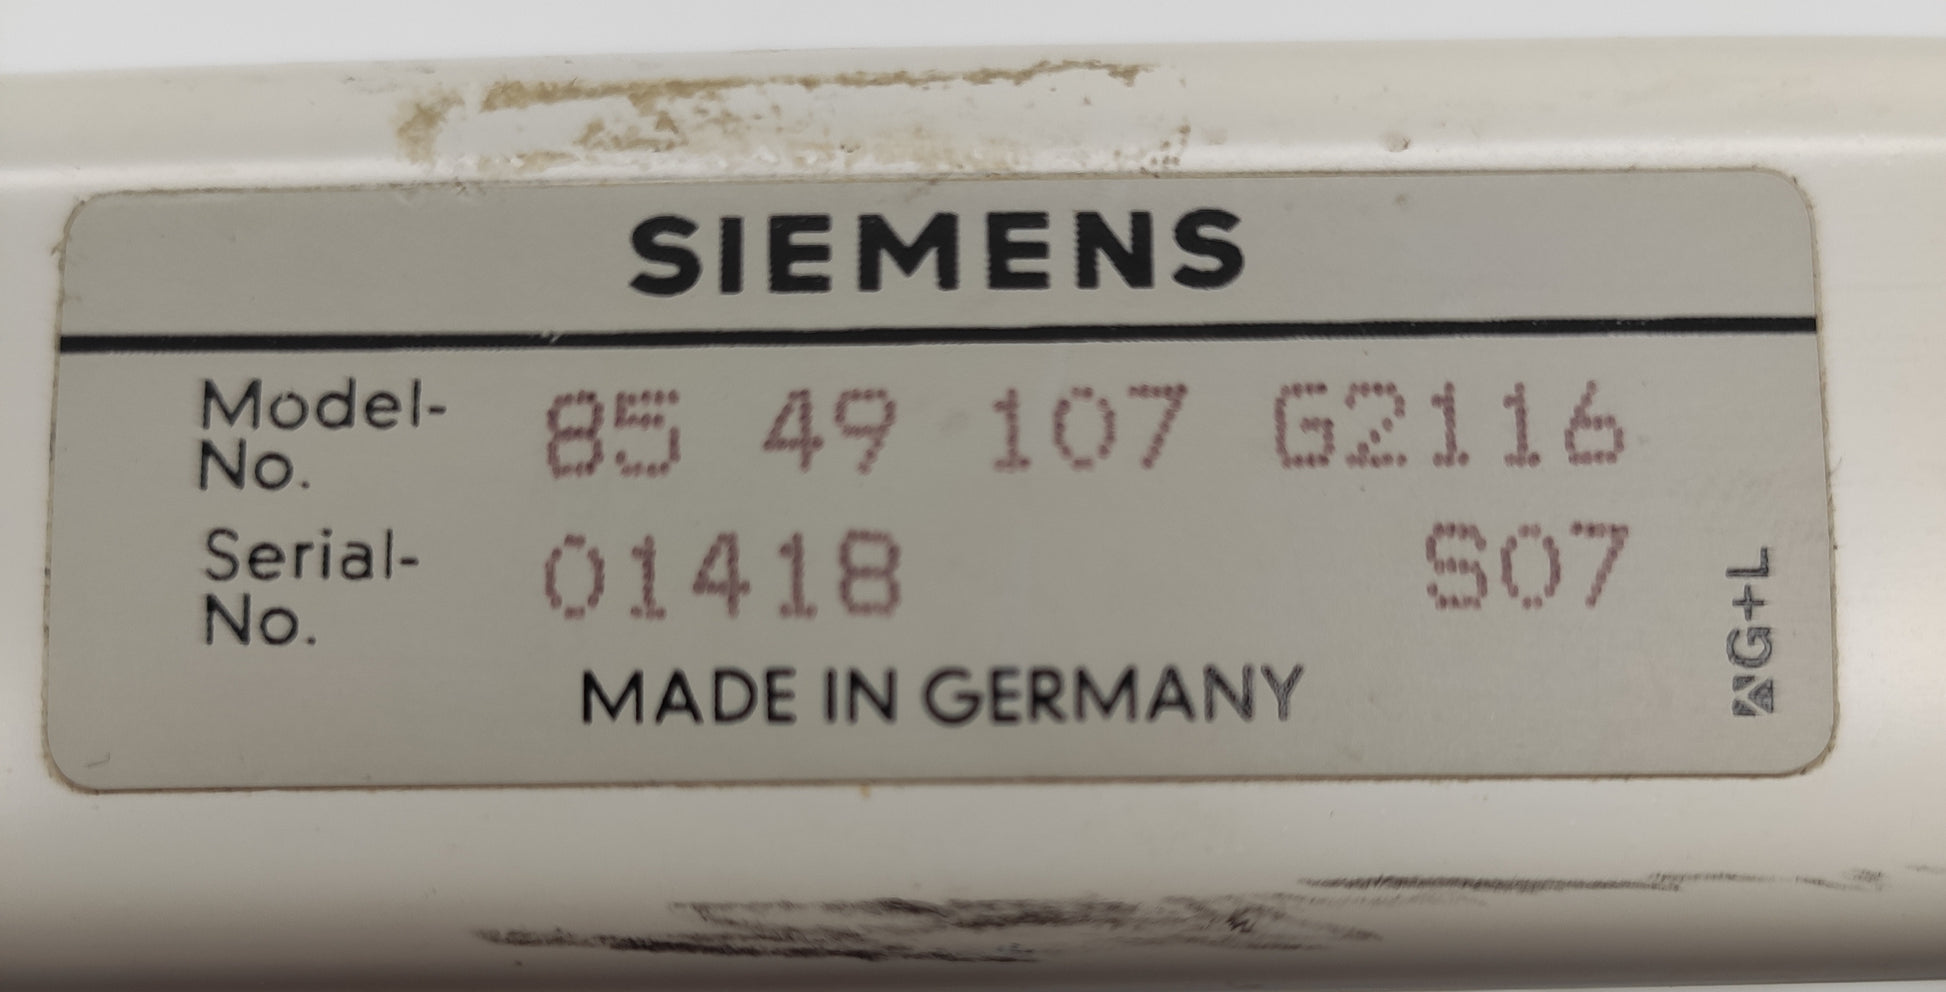 SIEMENS
Model-
No.
85 49 107 G2116
Serial-
No.
01418 S07
MADE IN GERMANY
G+L